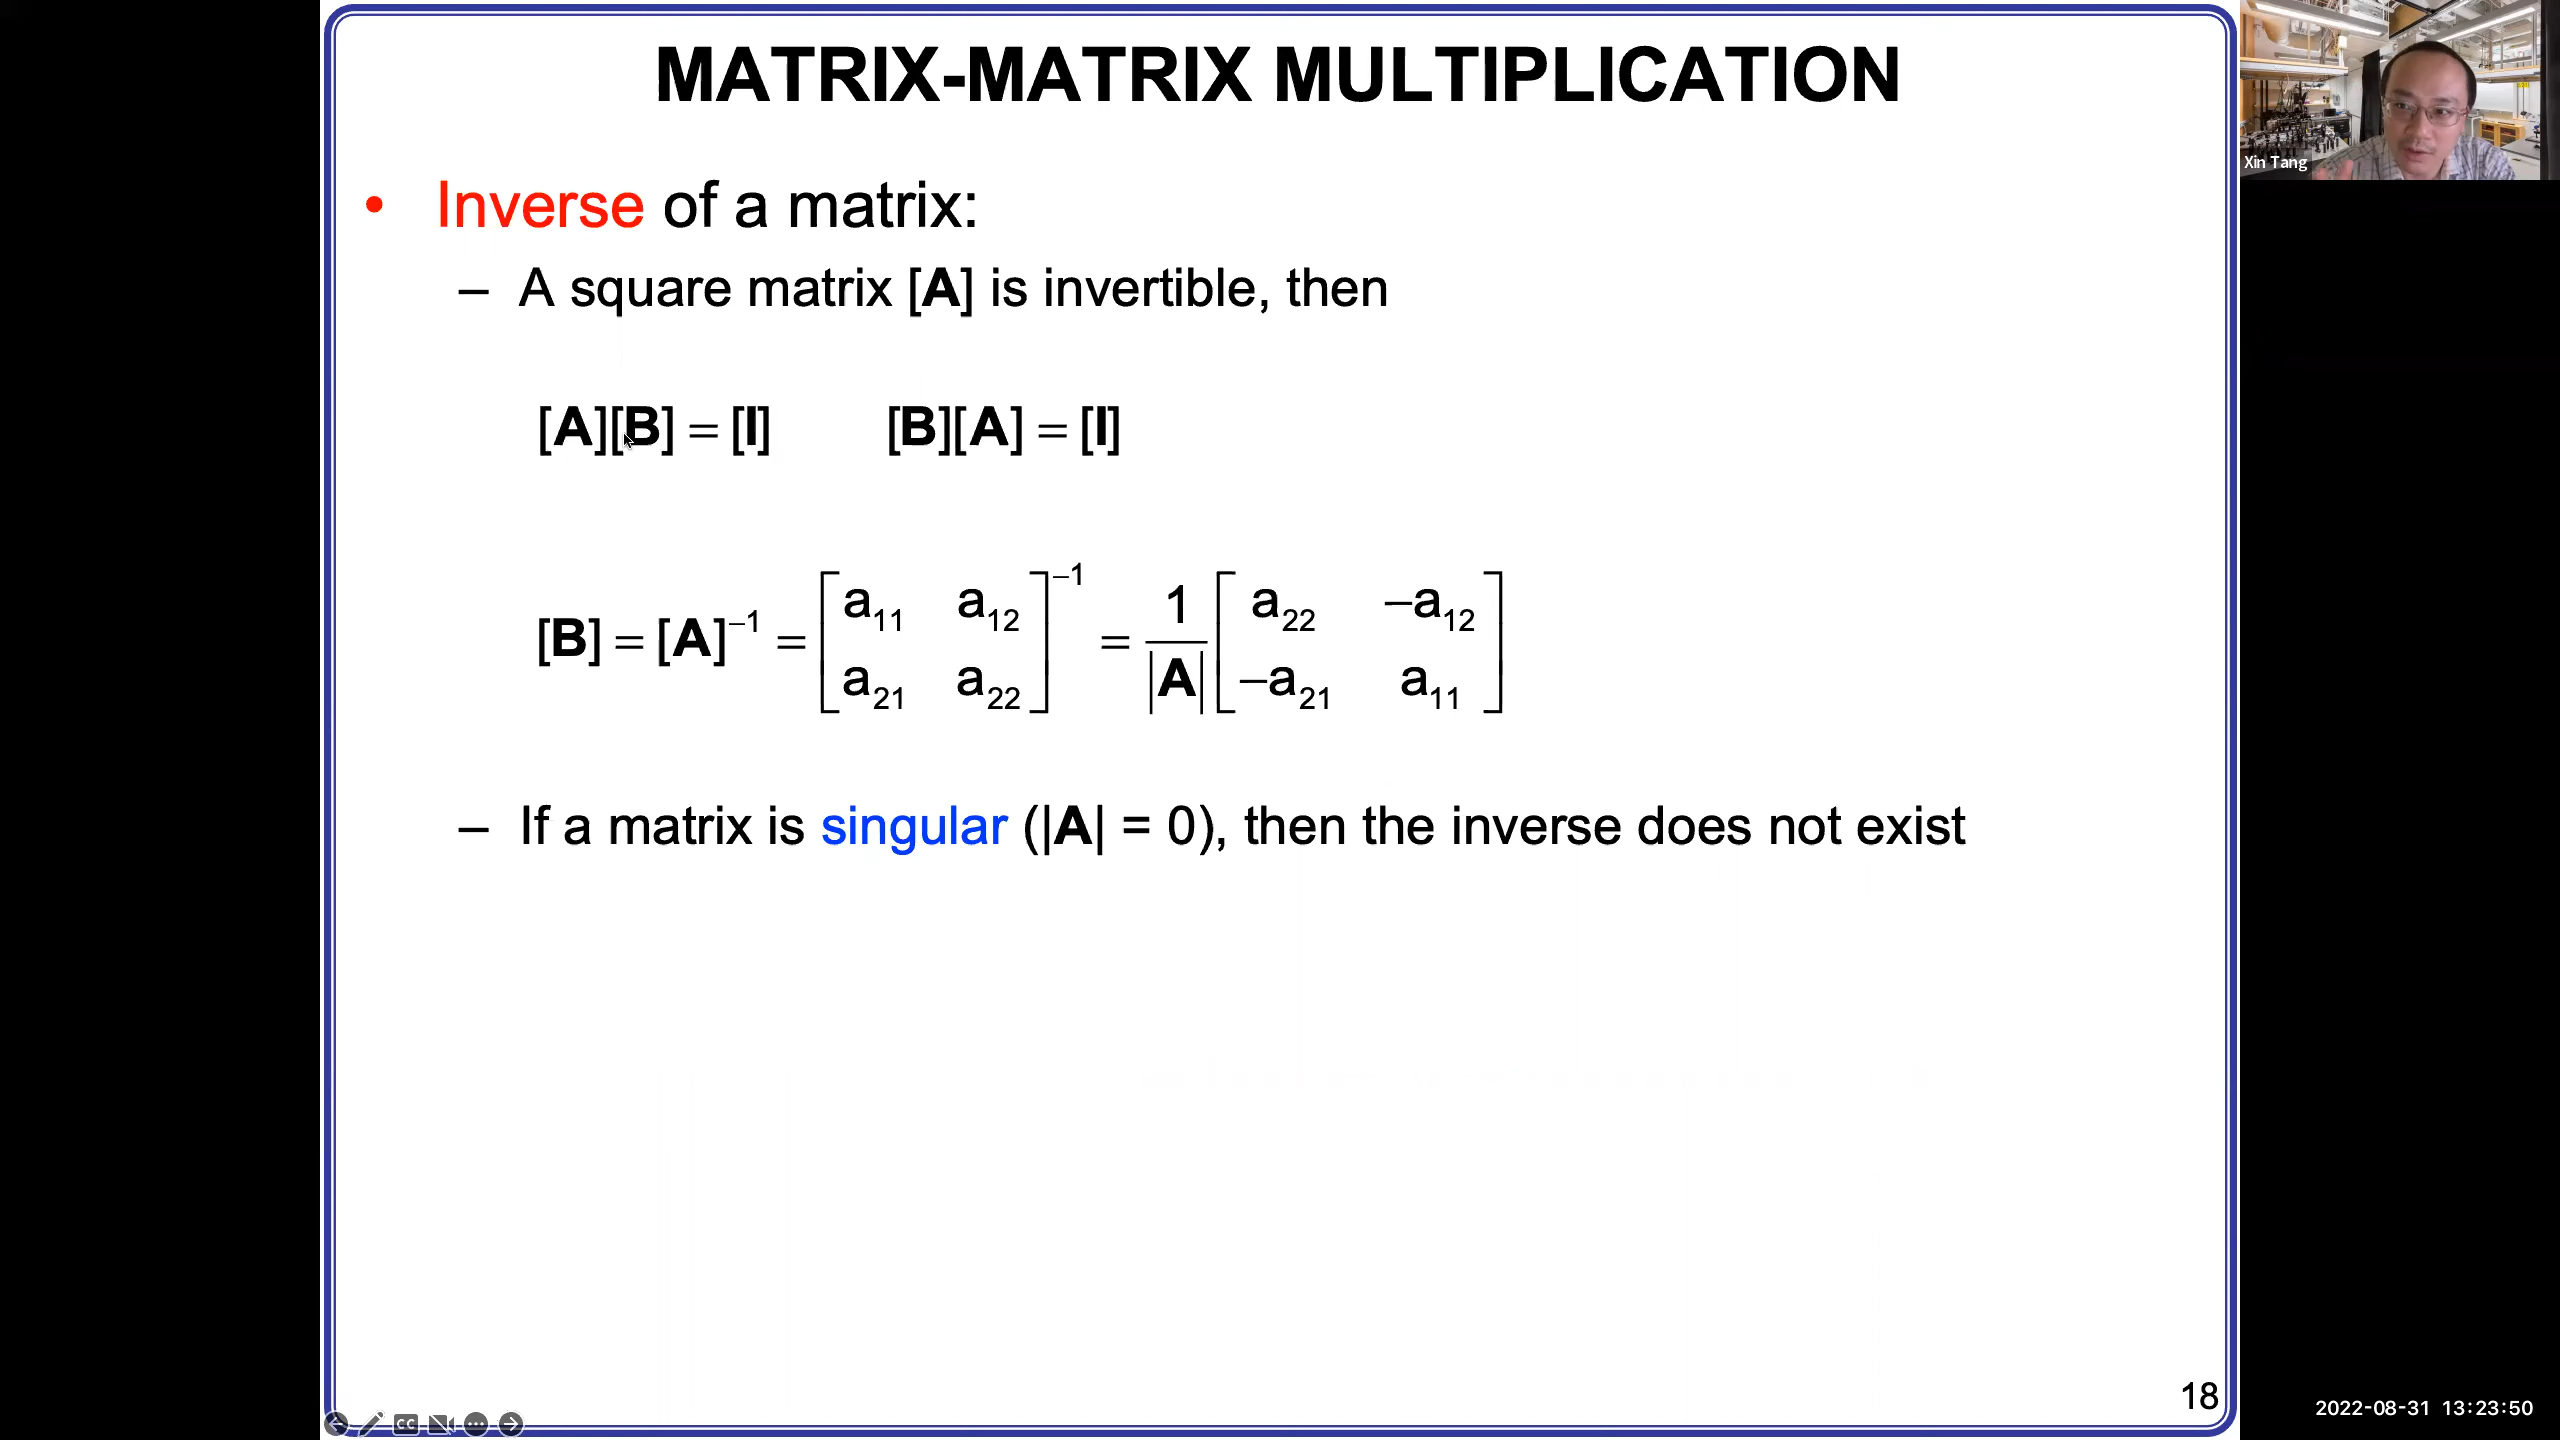 MATRIX-MATRIX MULTIPLICATION
Xin Tang
• Inverse of a matrix:
– A square matrix [A] is invertible, then
[A][B] = [I] [B][A] = [I]
[B] = [A]⁻¹ = [a₁₁ a₁₂; a₂₁ a₂₂]⁻¹ = 1/|A| [a₂₂ –a₁₂; –a₂₁ a₁₁]
– If a matrix is singular (|A| = 0), then the inverse does not exist
18
CC
2022-08-31 13:23:50